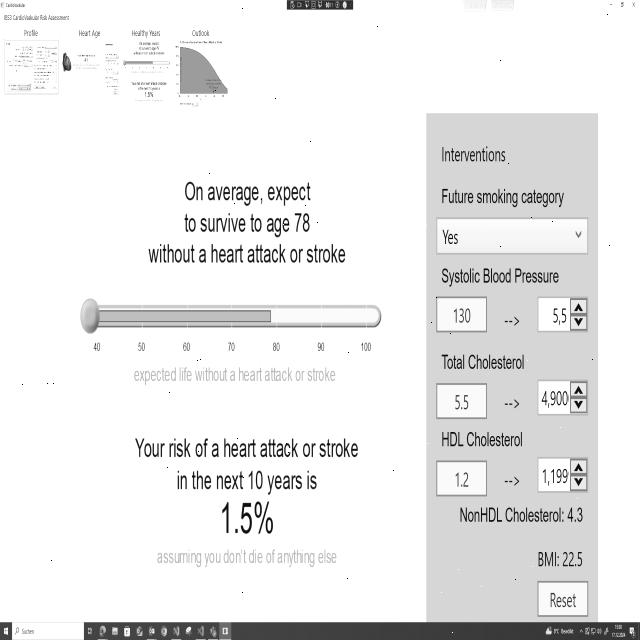 CardioVaskulär
JBS3 CardioVaskular Risk Assessment
Profile
Heart Age
Healthy Years
Outlook
On average, expect
to survive to age 78
without a heart attack or stroke
40 50 60 70 80 90 100
expected life without a heart attack or stroke
Your risk of a heart attack or stroke
in the next 10 years is
1.5%
assuming you don't die of anything else
Interventions
Future smoking category
Yes
Systolic Blood Pressure
130 --> 5,5
Total Cholesterol
5.5 --> 4,900
HDL Cholesterol
1.2 --> 1,199
NonHDL Cholesterol: 4.3
BMI: 22.5
Reset
Suchen